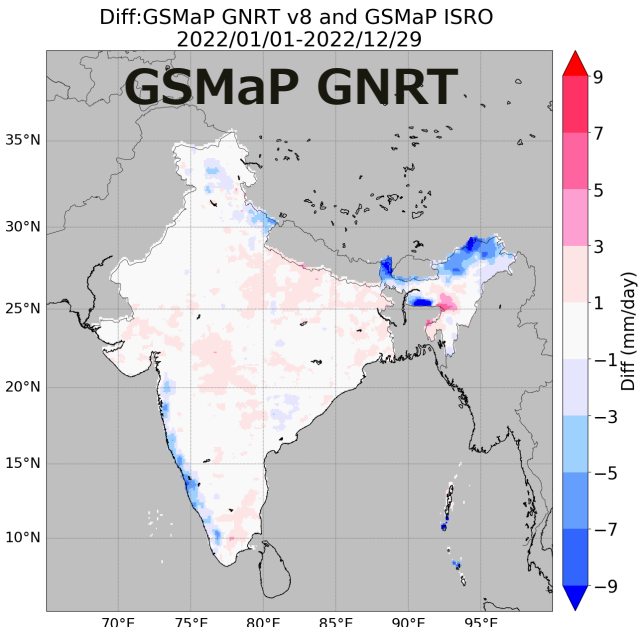 Diff:GSMaP GNRT v8 and GSMaP ISRO
2022/01/01-2022/12/29
GSMaP GNRT
35°N
30°N
25°N
20°N
15°N
10°N
70°E 75°E 80°E 85°E 90°E 95°E
9
7
5
3
1
−1
−3
−5
−7
−9
Diff (mm/day)